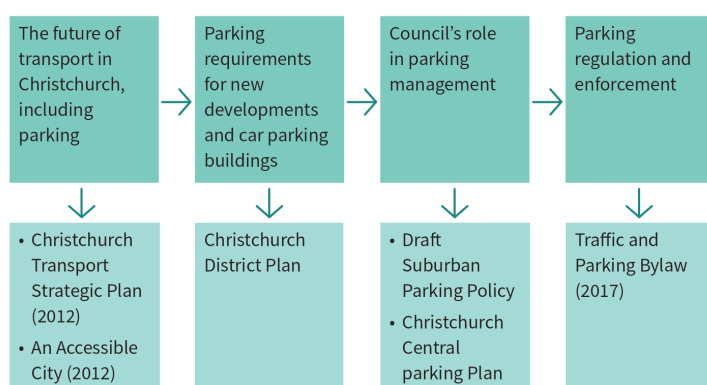 The future of
transport in
Christchurch,
including
parking
Parking
requirements
for new
developments
and car parking
buildings
Council’s role
in parking
management
Parking
regulation and
enforcement
• Christchurch
Transport
Strategic Plan
(2012)
• An Accessible
City (2012)
Christchurch
District Plan
• Draft
Suburban
Parking Policy
• Christchurch
Central
parking Plan
Traffic and
Parking Bylaw
(2017)